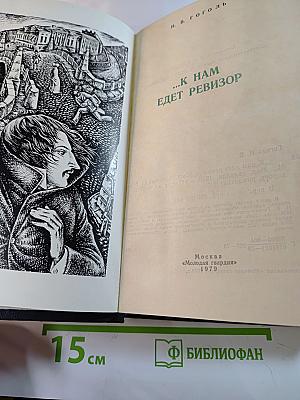 Н. В. ГОГОЛЬ
...К НАМ
ЕДЕТ РЕВИЗОР
Москва
«Молодая гвардия»
1979
15 см
Ф БИБЛИОФАН